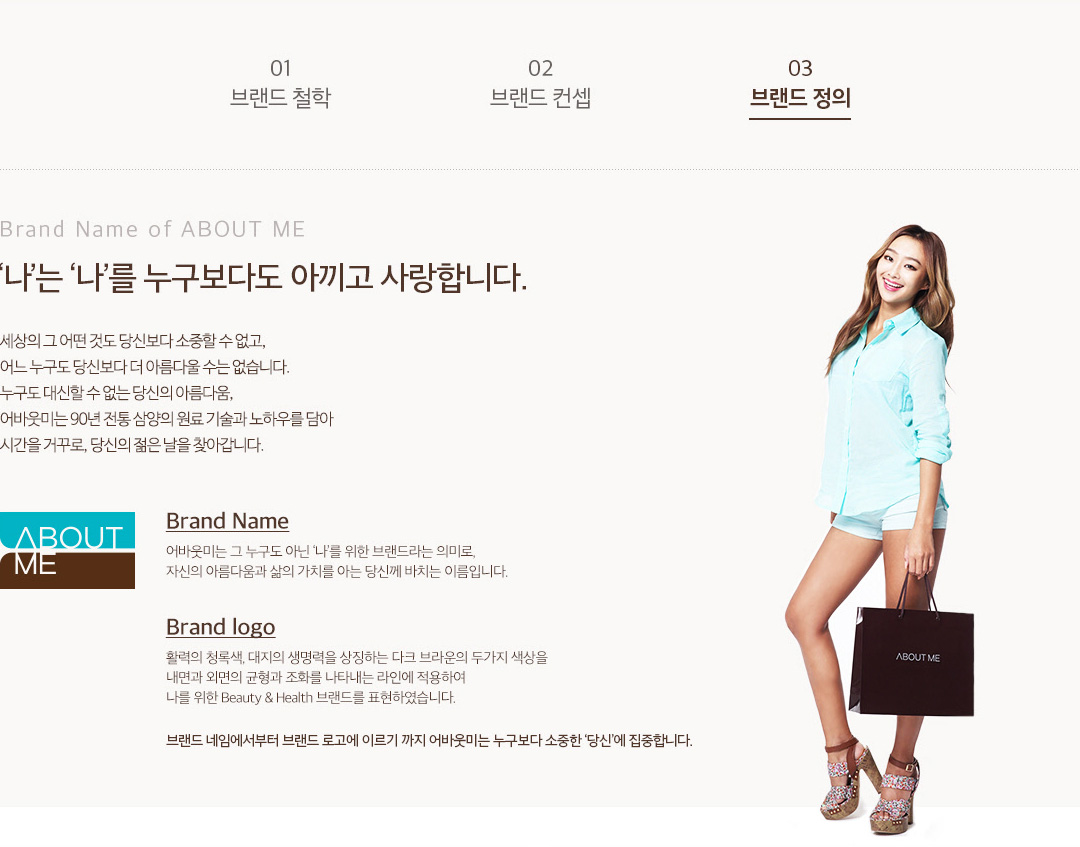 01
브랜드 철학
02
브랜드 컨셉
03
브랜드 정의
Brand Name of ABOUT ME
‘나’는 ‘나’를 누구보다도 아끼고 사랑합니다.
세상의 그 어떤 것도 당신보다 소중할 수 없고,
어느 누구도 당신보다 더 아름다울 수는 없습니다.
누구도 대신할 수 없는 당신의 아름다움,
어바웃미는 90년 전통 삼양의 원료 기술과 노하우를 담아
시간을 거꾸로, 당신의 젊은 날을 찾아갑니다.
ABOUT
ME
Brand Name
어바웃미는 그 누구도 아닌 ‘나’를 위한 브랜드라는 의미로,
자신의 아름다움과 삶의 가치를 아는 당신께 바치는 이름입니다.
Brand logo
활력의 청록색, 대지의 생명력을 상징하는 다크 브라운의 두가지 색상을
내면과 외면의 균형과 조화를 나타내는 라인에 적용하여
나를 위한 Beauty & Health 브랜드를 표현하였습니다.
브랜드 네임에서부터 브랜드 로고에 이르기 까지 어바웃미는 누구보다 소중한 ‘당신’에 집중합니다.
ABOUT ME